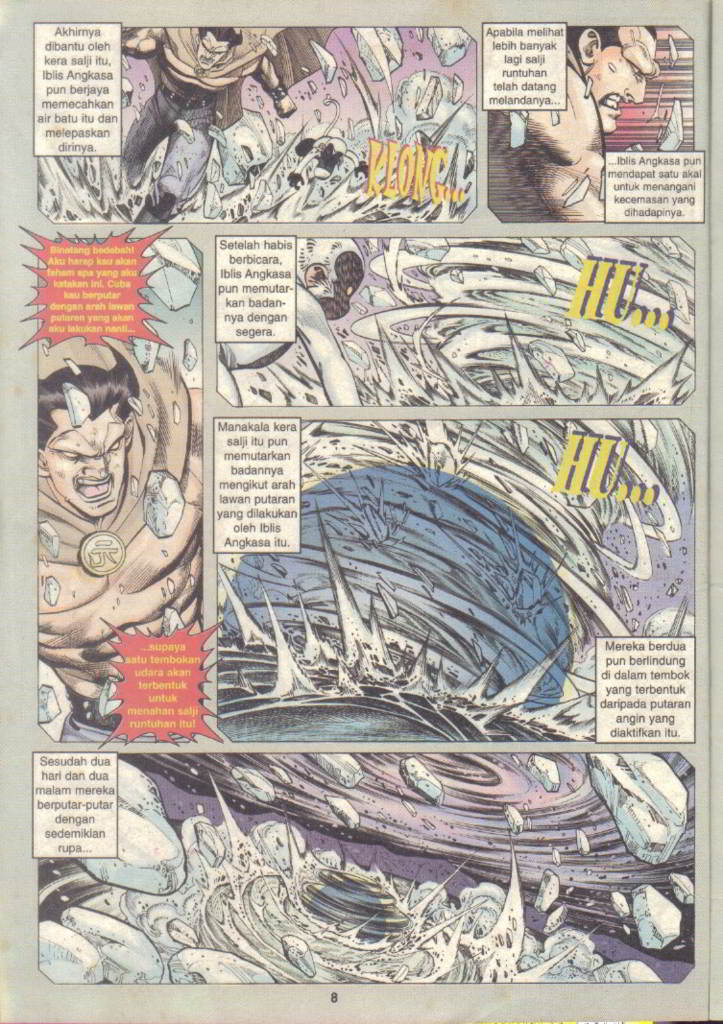 Akhirnya
dibantu oleh
kera salji itu,
Iblis Angkasa
pun berjaya
memecahkan
air batu itu dan
melepaskan
dirinya.
KLONG...
Apabila melihat
lebih banyak
lagi salji
runtuhan
telah datang
melandanya...
...Iblis Angkasa pun
mendapat satu akal
untuk menangani
kecemasan yang
dihadapinya.
Binatang bedebah!
Aku harap kau akan
faham apa yang aku
katakan ini. Cuba
kau berputar
dengan arah lawan
putaran yang akan
aku lakukan nanti...
...supaya
satu tembokan
udara akan
terbentuk
untuk
menahan salji
runtuhan itu!
Setelah habis
berbicara,
Iblis Angkasa
pun memutar-
kan badan-
nya dengan
segera.
HU...
Manakala kera
salji itu pun
memutarkan
badannya
mengikut arah
lawan putaran
yang dilakukan
oleh Iblis
Angkasa itu.
HU...
Mereka berdua
pun berlindung
di dalam tembok
yang terbentuk
daripada putaran
angin yang
diaktifkan itu.
Sesudah dua
hari dan dua
malam mereka
berputar-putar
dengan
sedemikian
rupa...
8